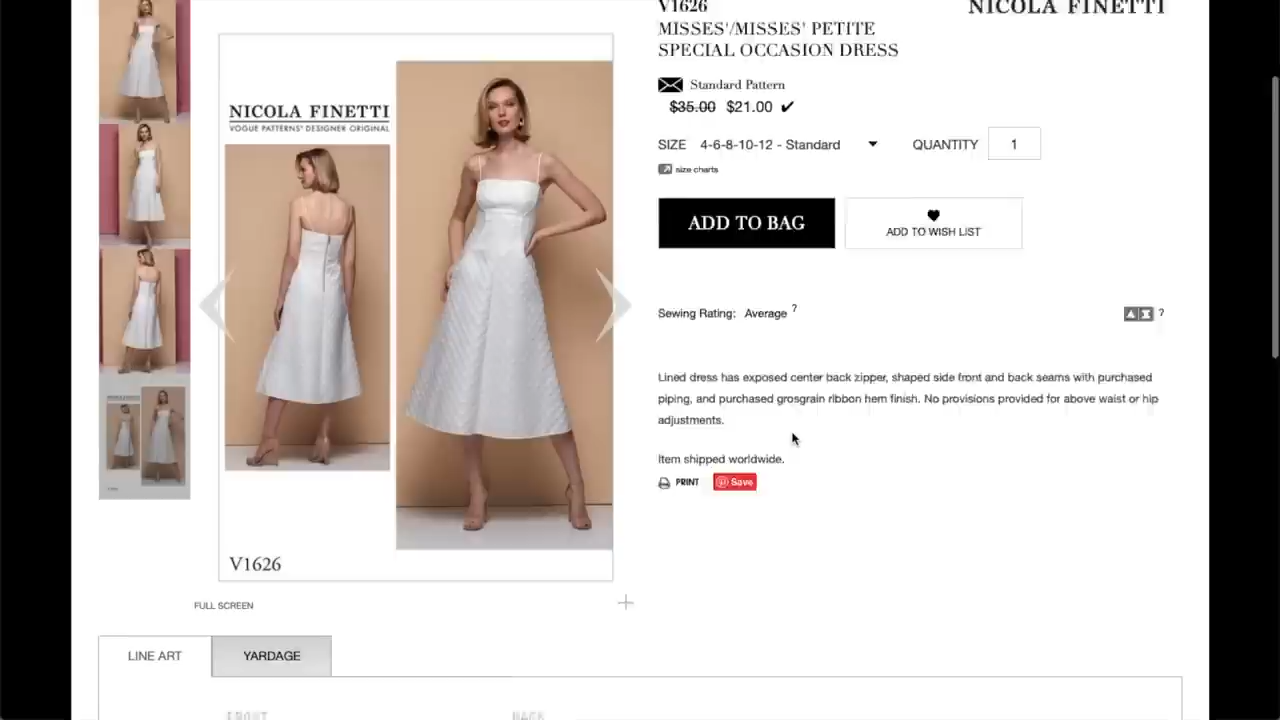 V1626
NICOLA FINETTI
MISSES'/MISSES' PETITE
SPECIAL OCCASION DRESS
Standard Pattern
$35.00 $21.00 ✔
SIZE 4-6-8-10-12 - Standard QUANTITY 1
size charts
ADD TO BAG
ADD TO WISH LIST
Sewing Rating: Average ?
?
Lined dress has exposed center back zipper, shaped side front and back seams with purchased
piping, and purchased grosgrain ribbon hem finish. No provisions provided for above waist or hip
adjustments.
Item shipped worldwide.
PRINT Save
NICOLA FINETTI
VOGUE PATTERNS® DESIGNER ORIGINAL
V1626
FULL SCREEN
LINE ART YARDAGE
FRONT BACK